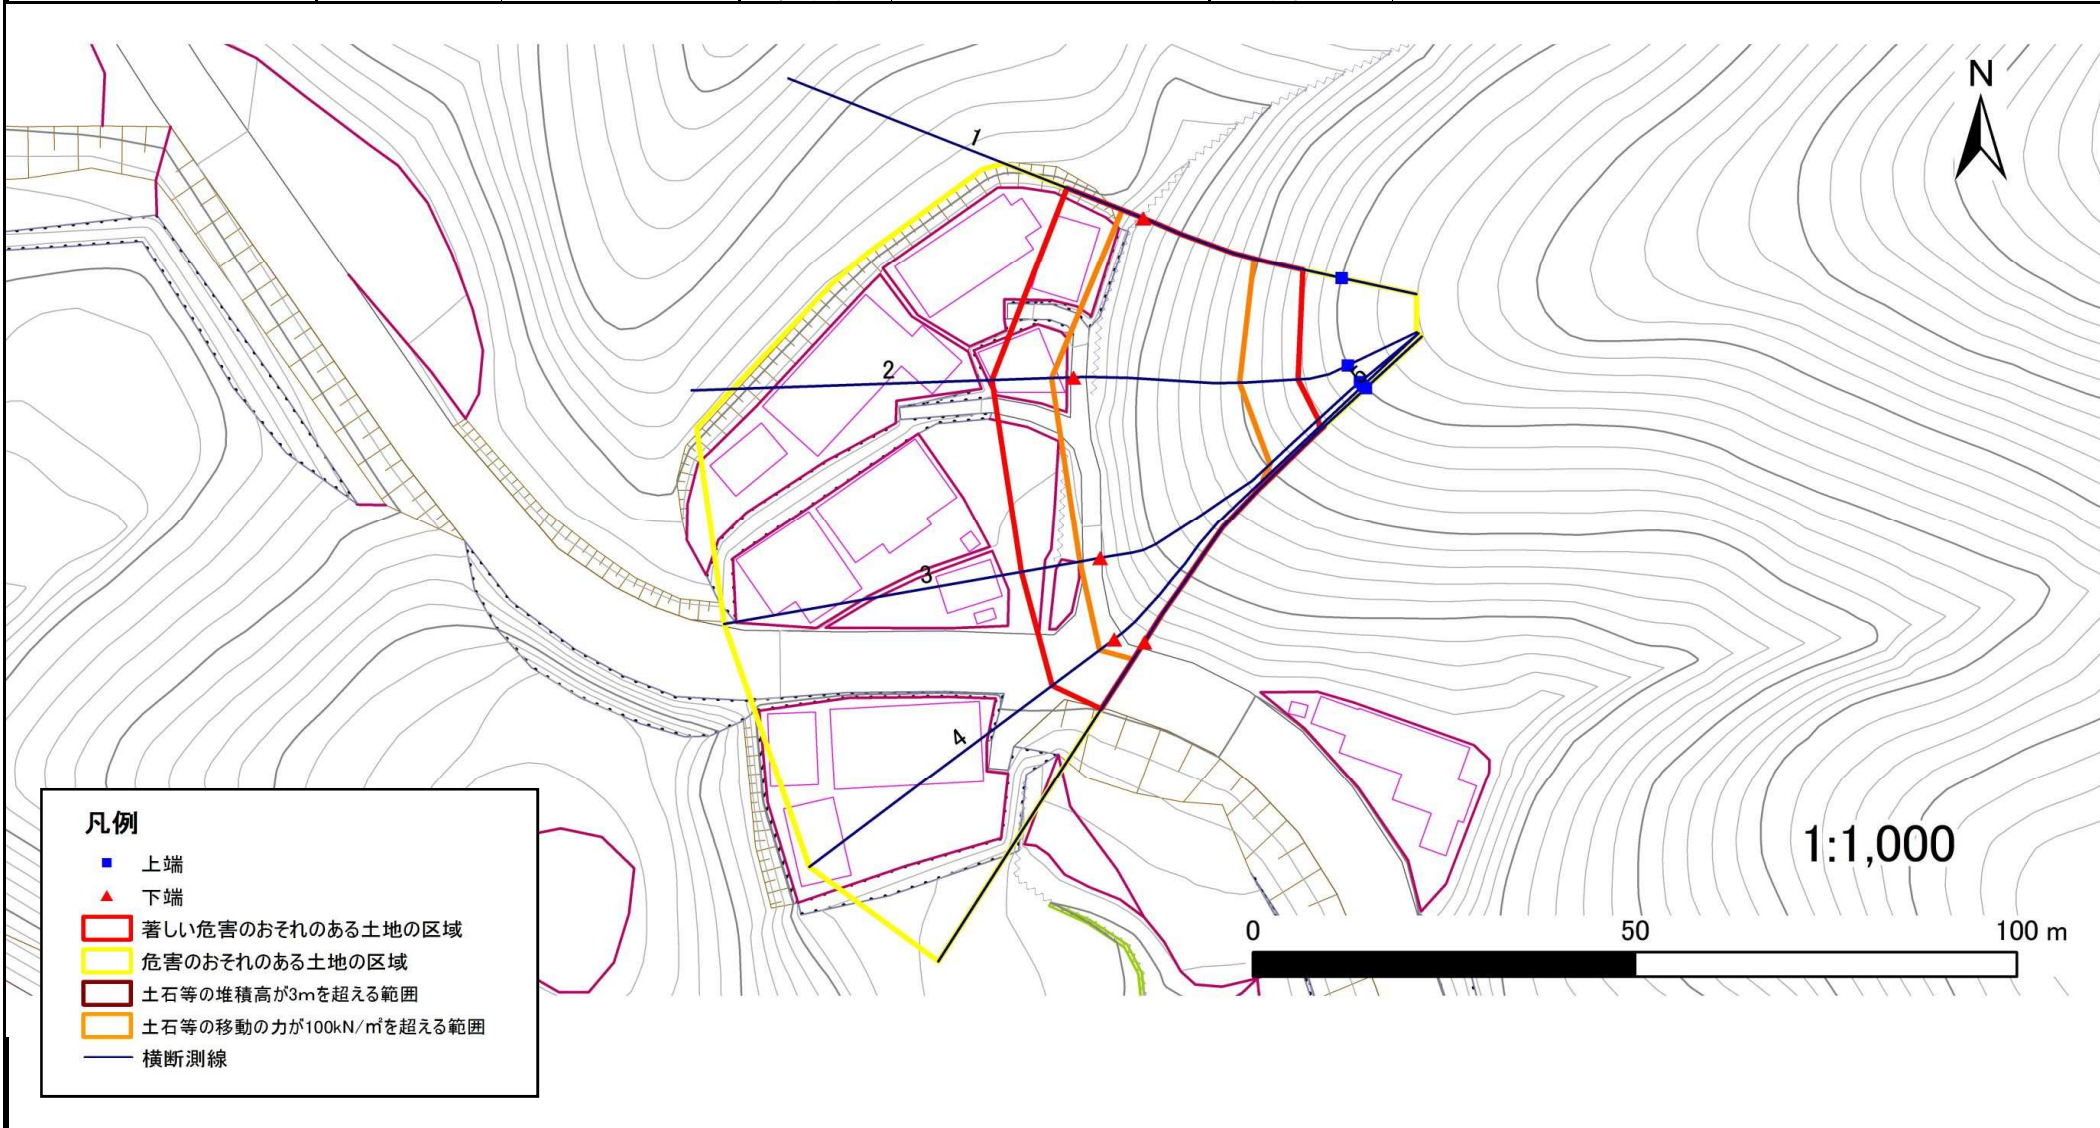 N
1
2
5
3
4
凡例
上端
下端
著しい危害のおそれのある土地の区域
危害のおそれのある土地の区域
土石等の堆積高が3mを超える範囲
土石等の移動の力が100kN/㎡を超える範囲
横断測線
1:1,000
0 50 100 m